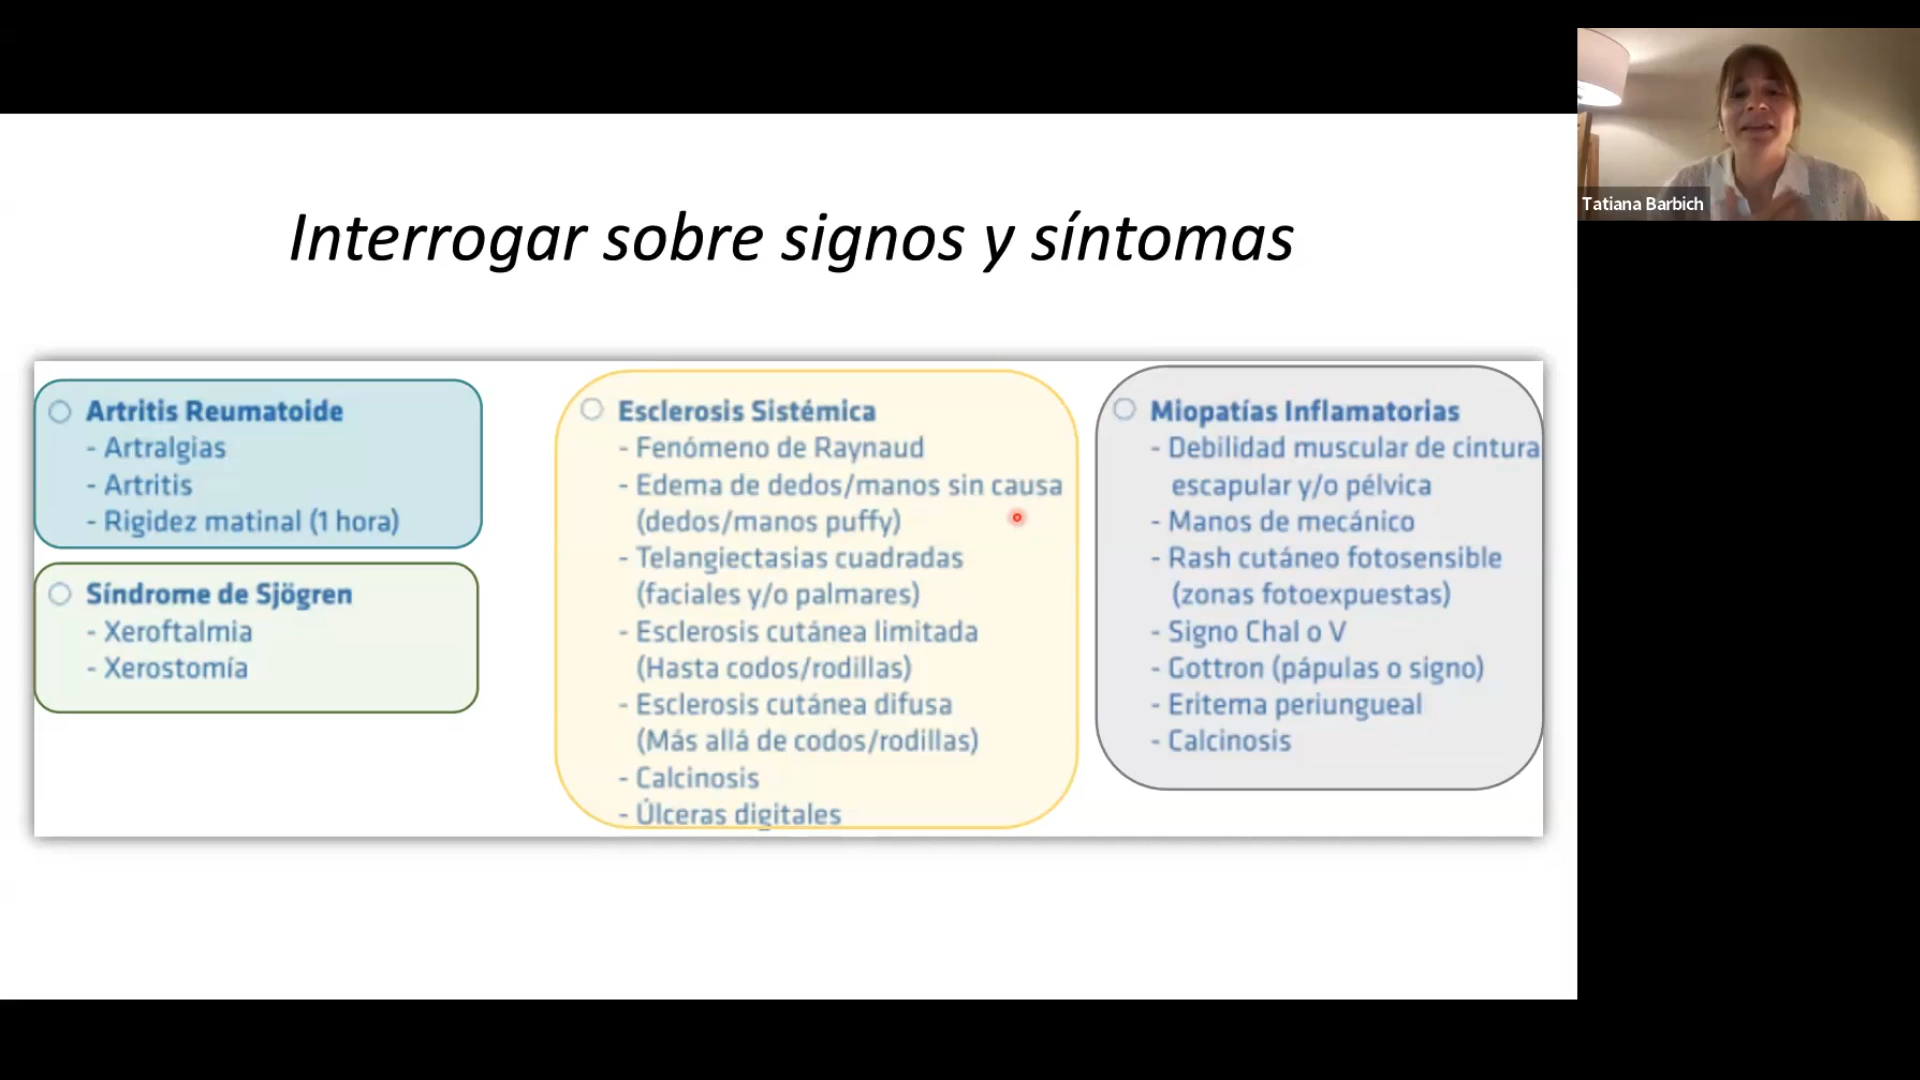 Interrogar sobre signos y síntomas
Artritis Reumatoide
- Artralgias
- Artritis
- Rigidez matinal (1 hora)
Síndrome de Sjögren
- Xeroftalmia
- Xerostomía
Esclerosis Sistémica
- Fenómeno de Raynaud
- Edema de dedos/manos sin causa
(dedos/manos puffy)
- Telangiectasias cuadradas
(faciales y/o palmares)
- Esclerosis cutánea limitada
(Hasta codos/rodillas)
- Esclerosis cutánea difusa
(Más allá de codos/rodillas)
- Calcinosis
- Úlceras digitales
Miopatías Inflamatorias
- Debilidad muscular de cintura
escapular y/o pélvica
- Manos de mecánico
- Rash cutáneo fotosensible
(zonas fotoexpuestas)
- Signo Chal o V
- Gottron (pápulas o signo)
- Eritema periungueal
- Calcinosis
Tatiana Barbich